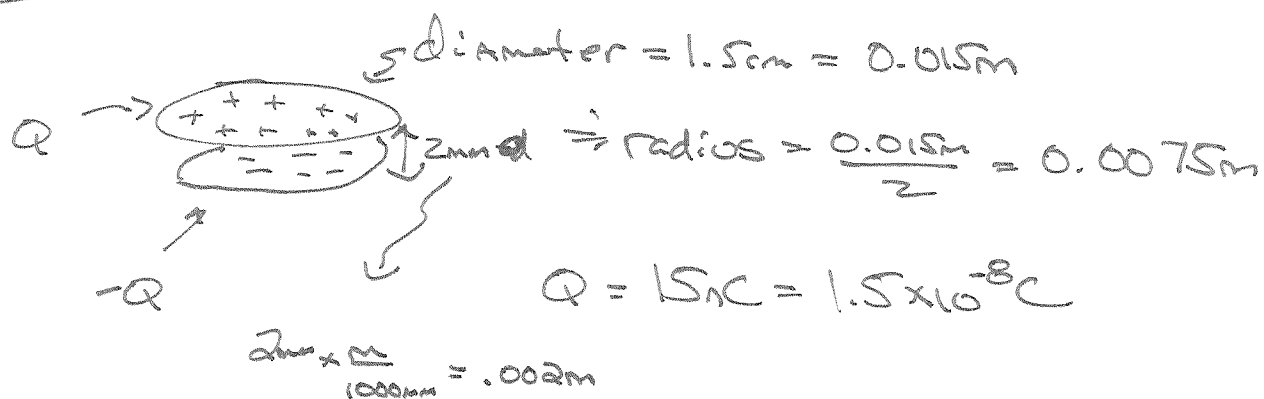 diameter = 1.5cm = 0.015m
Q
+ + + + + + + + + +
2mm d ⇒ radius = 0.015m/2 = 0.0075m
- - - - - -
-Q
Q = 15nC = 1.5×10⁻⁸C
2mm × m/1000mm = .002m